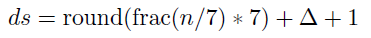 ds = round(frac(n/7) ∗ 7) + Δ + 1